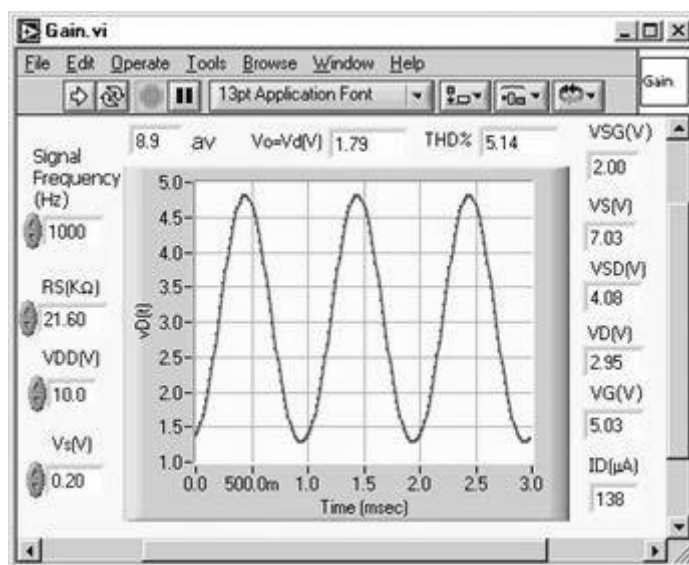 Gain.vi
File Edit Operate Tools Browse Window Help
13pt Application Font
Gain
8.9 av Vo=Vd(V) 1.79 THD% 5.14
Signal
Frequency
(Hz)
1000
RS(KΩ)
21.60
VDD(V)
10.0
Vs(V)
0.20
vD(t)
5.0
4.5
4.0
3.5
3.0
2.5
2.0
1.5
1.0
0.0 500.0m 1.0 1.5 2.0 2.5 3.0
Time (msec)
VSG(V)
2.00
VS(V)
7.03
VSD(V)
4.08
VD(V)
2.95
VG(V)
5.03
ID(µA)
138